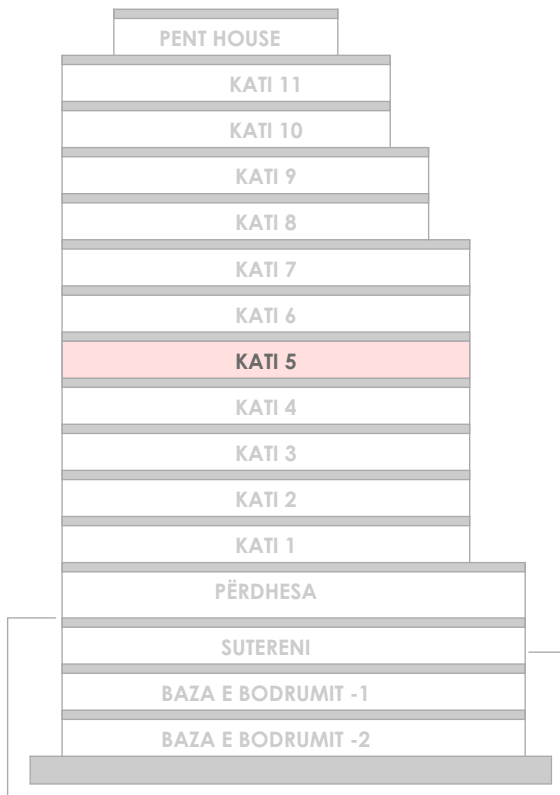 PENT HOUSE
KATI 11
KATI 10
KATI 9
KATI 8
KATI 7
KATI 6
KATI 5
KATI 4
KATI 3
KATI 2
KATI 1
PËRDHESA
SUTERENI
BAZA E BODRUMIT -1
BAZA E BODRUMIT -2